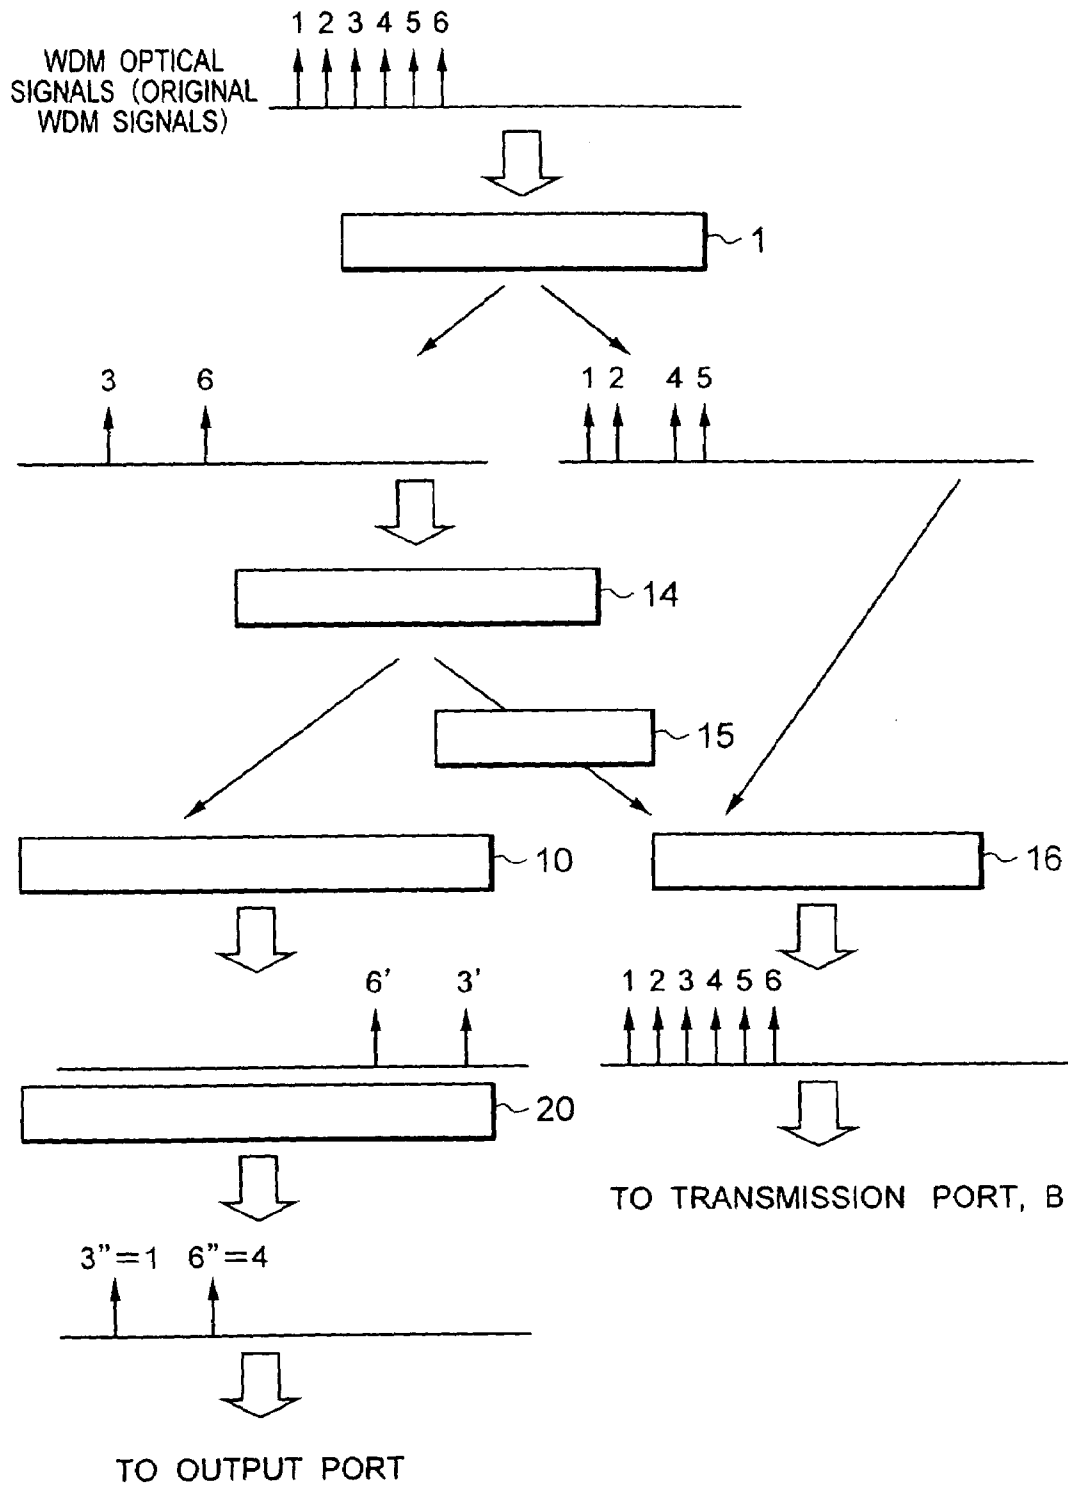 1 2 3 4 5 6
WDM OPTICAL
SIGNALS (ORIGINAL
WDM SIGNALS)
1
3 6
1 2 4 5
14
15
10
16
6' 3'
1 2 3 4 5 6
20
TO TRANSMISSION PORT, B
3"=1 6"=4
TO OUTPUT PORT